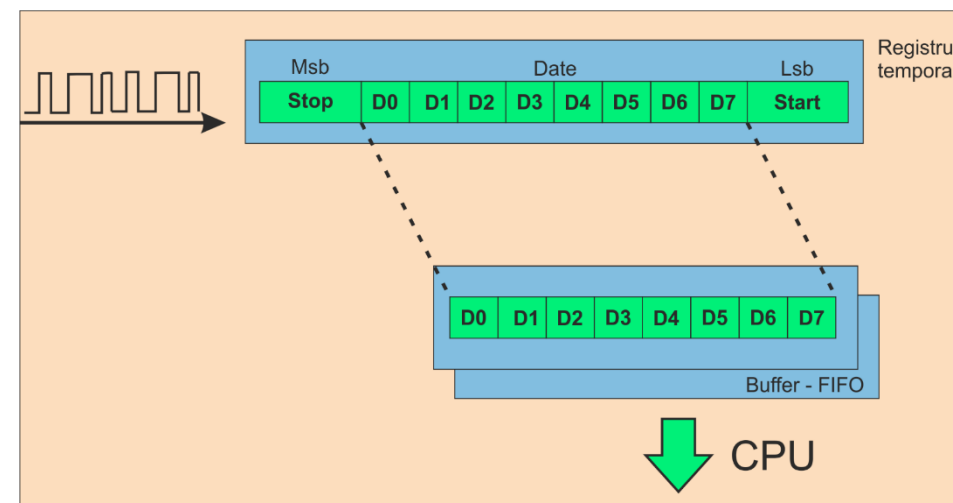 Registru
tempora
Msb Date Lsb
Stop D0 D1 D2 D3 D4 D5 D6 D7 Start
D0 D1 D2 D3 D4 D5 D6 D7
Buffer - FIFO
CPU